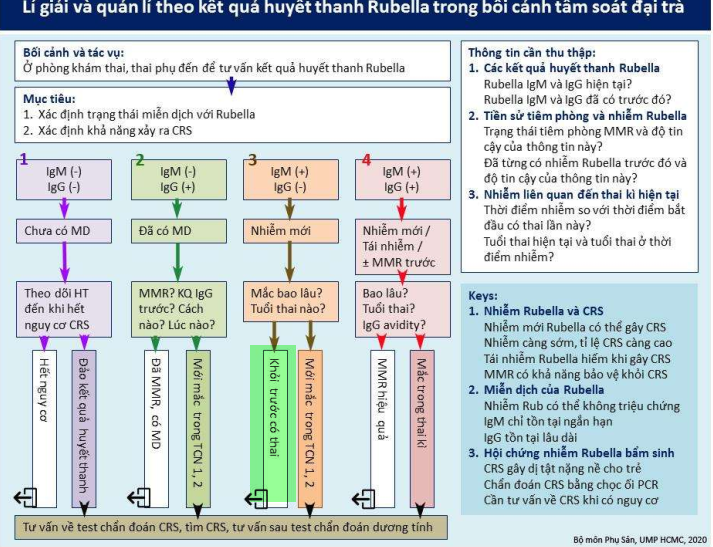 Lí giải và quản lí theo kết quả huyết thanh Rubella trong bối cảnh tầm soát đại trà
Bối cảnh và tác vụ:
Ở phòng khám thai, thai phụ đến để tư vấn kết quả huyết thanh Rubella
Mục tiêu:
1. Xác định trạng thái miễn dịch với Rubella
2. Xác định khả năng xảy ra CRS
1
IgM (-)
IgG (-)
Chưa có MD
Theo dõi HT
đến khi hết
nguy cơ CRS
Hết nguy cơ
Đảo kết quả huyết thanh
2
IgM (-)
IgG (+)
Đã có MD
MMR? KQ IgG
trước? Cách
nào? Lúc nào?
Đã MMR, có MD
Mới mắc trong TCN 1, 2
3
IgM (+)
IgG (-)
Nhiễm mới
Mắc bao lâu?
Tuổi thai nào?
Khỏi trước có thai
Mới mắc trong TCN 1, 2
4
IgM (+)
IgG (+)
Nhiễm mới /
Tái nhiễm /
± MMR trước
Bao lâu?
Tuổi thai?
IgG avidity?
MMR hiệu quả
Mắc trong thai kì
Tư vấn về test chẩn đoán CRS, tìm CRS, tư vấn sau test chẩn đoán dương tính
Thông tin cần thu thập:
1. Các kết quả huyết thanh Rubella
Rubella IgM và IgG hiện tại?
Rubella IgM và IgG đã có trước đó?
2. Tiền sử tiêm phòng và nhiễm Rubella
Trạng thái tiêm phòng MMR và độ tin
cậy của thông tin này?
Đã từng có nhiễm Rubella trước đó và
độ tin cậy của thông tin này?
3. Nhiễm liên quan đến thai kì hiện tại
Thời điểm nhiễm so với thời điểm bắt
đầu có thai lần này?
Tuổi thai hiện tại và tuổi thai ở thời
điểm nhiễm?
Keys:
1. Nhiễm Rubella và CRS
Nhiễm mới Rubella có thể gây CRS
Nhiễm càng sớm, tỉ lệ CRS càng cao
Tái nhiễm Rubella hiếm khi gây CRS
MMR có khả năng bảo vệ khỏi CRS
2. Miễn dịch của Rubella
Nhiễm Rub có thể không triệu chứng
IgM chỉ tồn tại ngắn hạn
IgG tồn tại lâu dài
3. Hội chứng nhiễm Rubella bẩm sinh
CRS gây dị tật nặng nề cho trẻ
Chẩn đoán CRS bằng chọc ối PCR
Cần tư vấn về CRS khi có nguy cơ
Bộ môn Phụ Sản, UMP HCMC, 2020